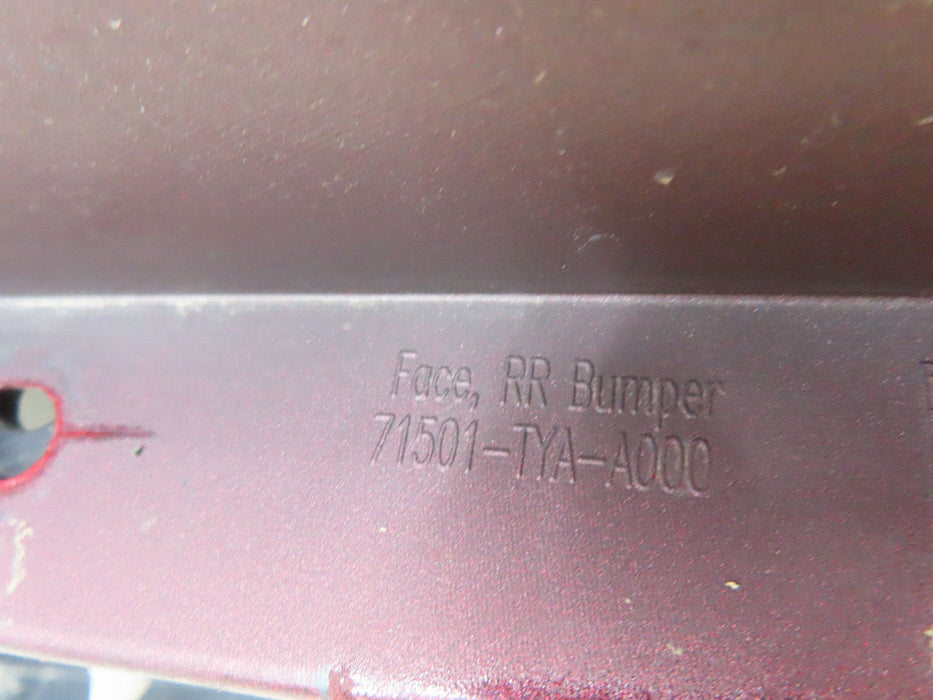 Face, RR Bumper
71501-TYA-A000